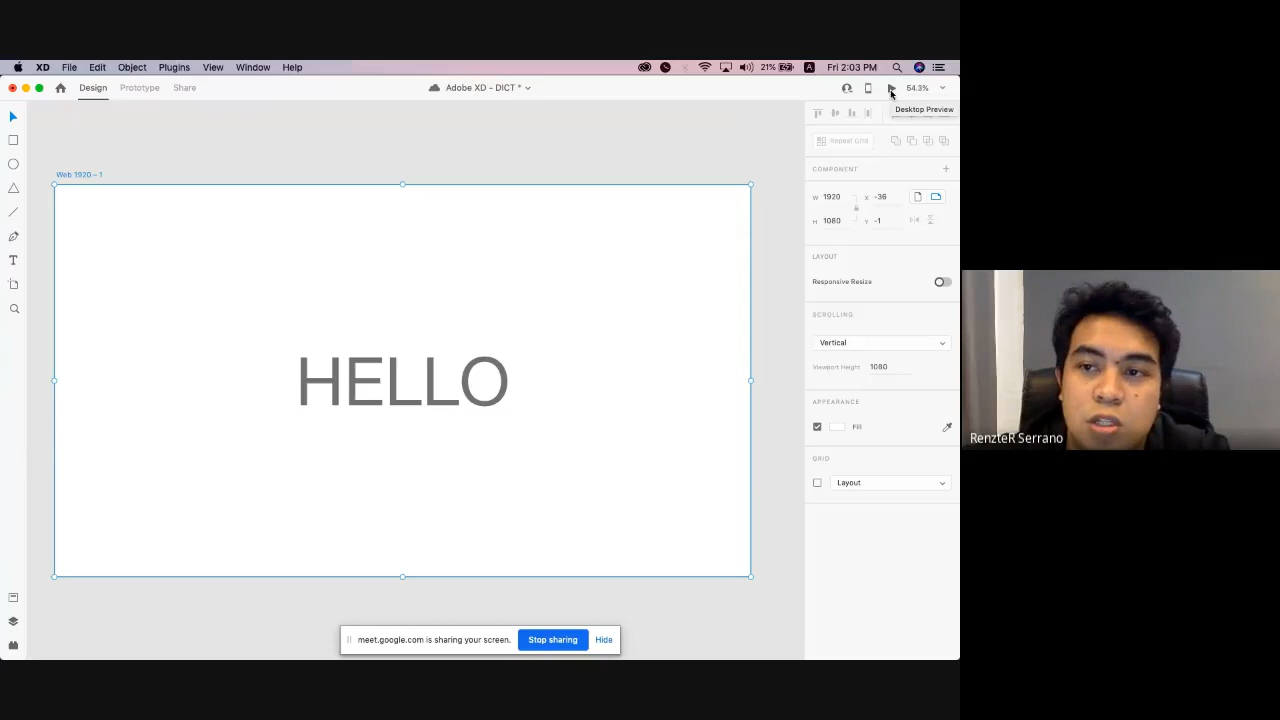 XD File Edit Object Plugins View Window Help 21% A Fri 2:03 PM
Design Prototype Share Adobe XD - DICT * 54.3%
Desktop Preview
Repeat Grid
COMPONENT
Web 1920 – 1
W 1920 X -36
H 1080 Y -1
LAYOUT
Responsive Resize
SCROLLING
Vertical
Viewport Height 1080
APPEARANCE
Fill
GRID
Layout
T
HELLO
RenzteR Serrano
meet.google.com is sharing your screen. Stop sharing Hide